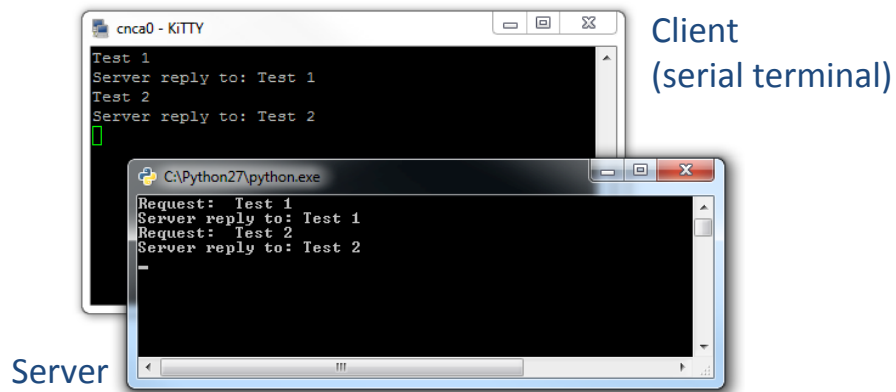 cnca0 - KiTTY
Client
(serial terminal)
Test 1
Server reply to: Test 1
Test 2
Server reply to: Test 2
C:\Python27\python.exe
Request:  Test 1
Server reply to: Test 1
Request:  Test 2
Server reply to: Test 2
Server